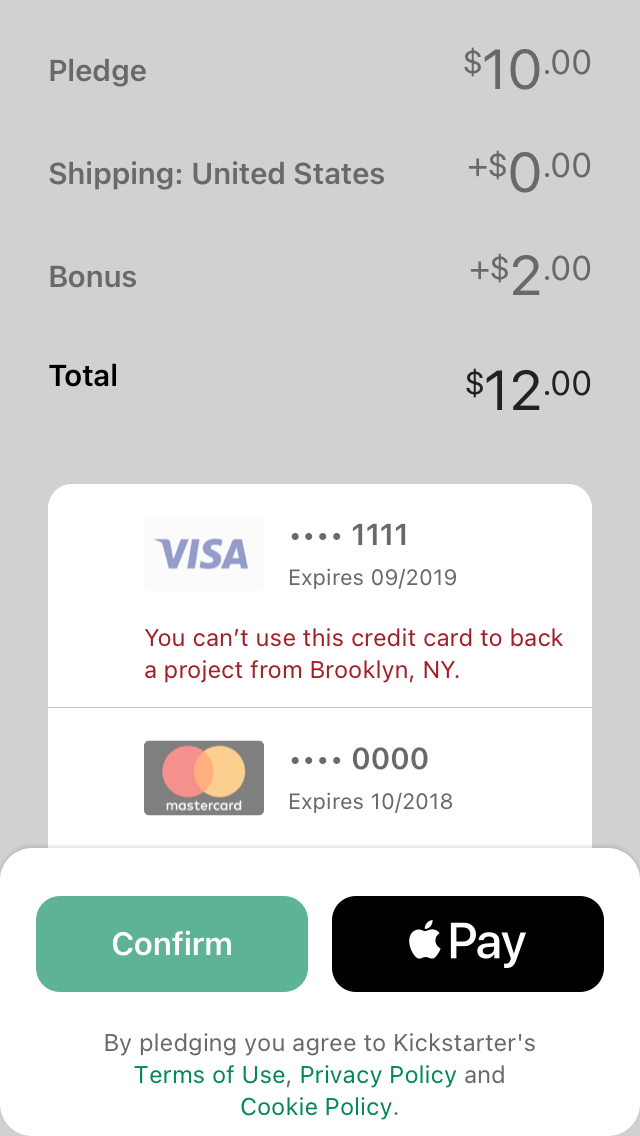 Pledge $10.00
Shipping: United States +$0.00
Bonus +$2.00
Total $12.00
VISA •••• 1111
Expires 09/2019
You can’t use this credit card to back
a project from Brooklyn, NY.
•••• 0000
mastercard Expires 10/2018
Confirm Pay
By pledging you agree to Kickstarter's
Terms of Use, Privacy Policy and
Cookie Policy.